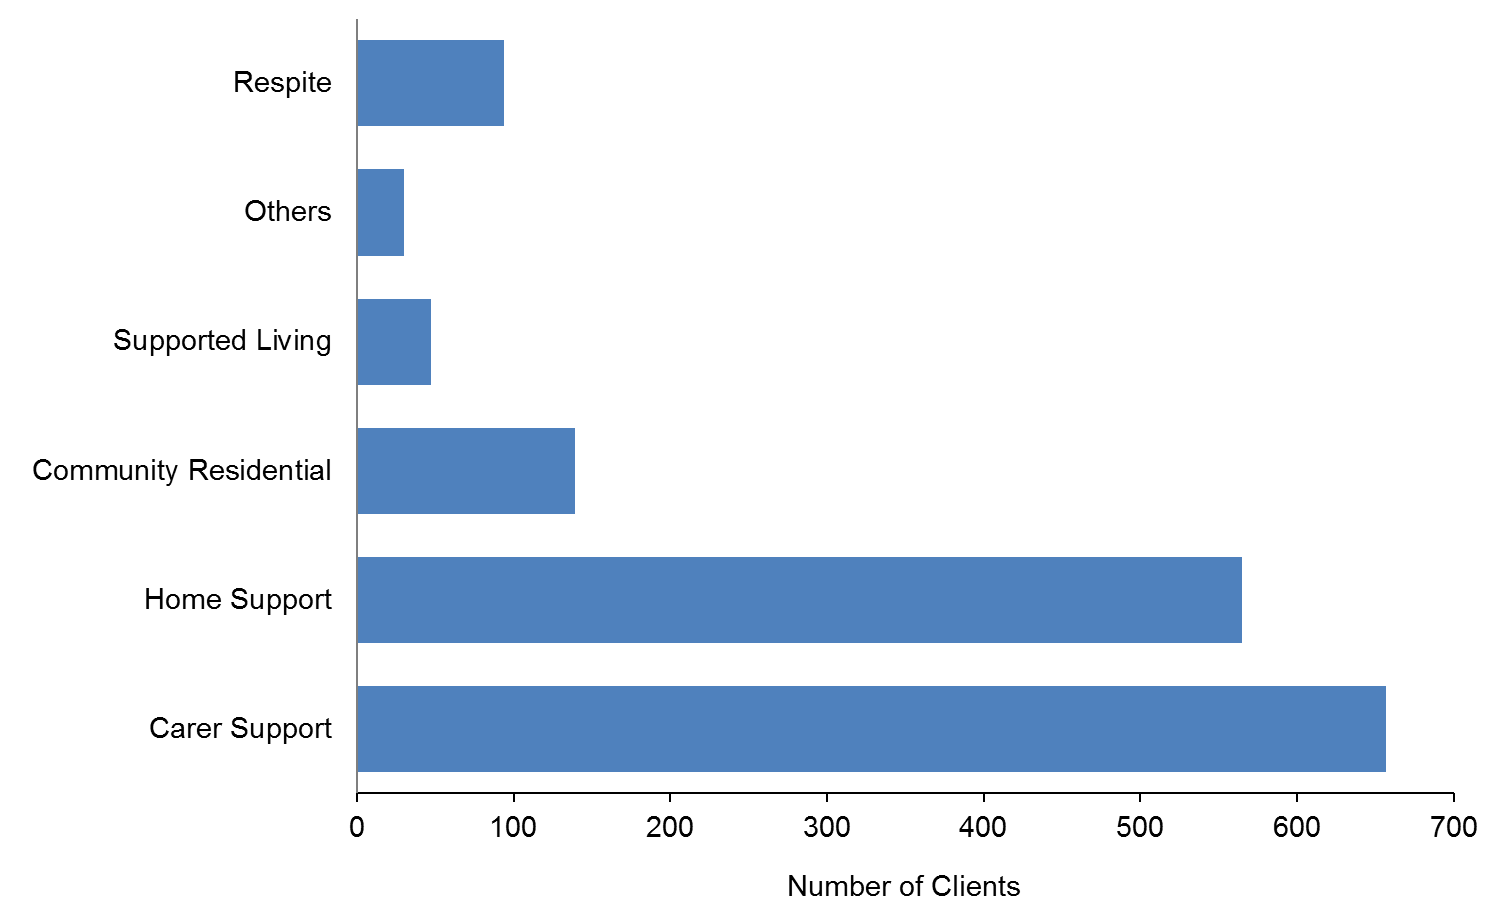 Respite
Others
Supported Living
Community Residential
Home Support
Carer Support
0 100 200 300 400 500 600 700
Number of Clients